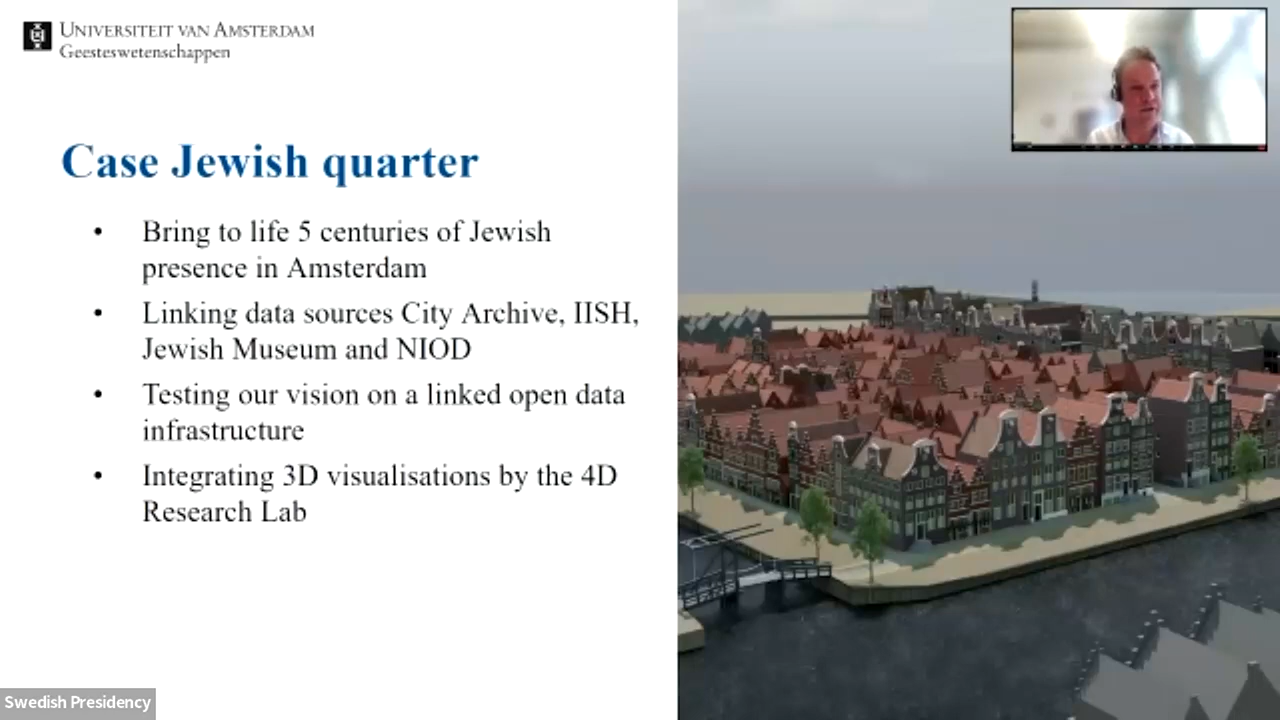 UNIVERSITEIT VAN AMSTERDAM
Geesteswetenschappen
Case Jewish quarter
• Bring to life 5 centuries of Jewish
presence in Amsterdam
• Linking data sources City Archive, IISH,
Jewish Museum and NIOD
• Testing our vision on a linked open data
infrastructure
• Integrating 3D visualisations by the 4D
Research Lab
Swedish Presidency